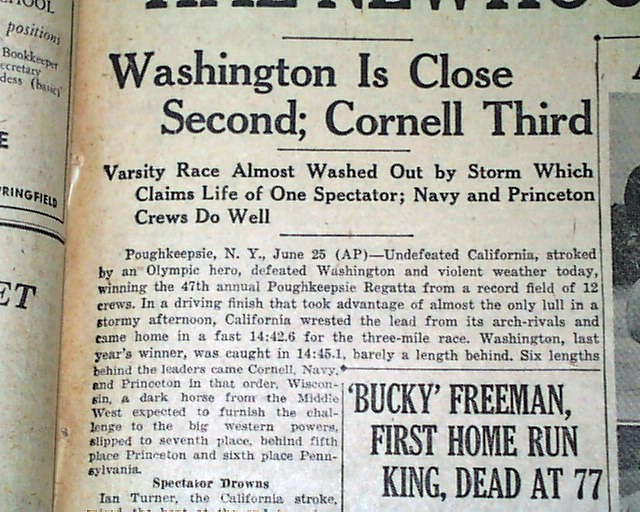 SCHOOL
positions
Bookkeeper
ecretary
dess (basic)
E
RINGFIELD
ET
Washington Is Close
Second; Cornell Third
Varsity Race Almost Washed Out by Storm Which
Claims Life of One Spectator; Navy and Princeton
Crews Do Well
Poughkeepsie, N. Y., June 25 (AP)—Undefeated California, stroked
by an Olympic hero, defeated Washington and violent weather today,
winning the 47th annual Poughkeepsie Regatta from a record field of 12
crews. In a driving finish that took advantage of almost the only lull in a
stormy afternoon, California wrested the lead from its arch-rivals and
came home in a fast 14:42.6 for the three-mile race. Washington, last
year's winner, was caught in 14:45.1, barely a length behind. Six lengths
behind the leaders came Cornell, Navy,
and Princeton in that order. Wiscon-
sin, a dark horse from the Middle
West expected to furnish the chal-
lenge to the big western powers,
slipped to seventh place, behind fifth
place Princeton and sixth place Penn-
sylvania.
Spectator Drowns
Ian Turner, the California stroke,
'BUCKY' FREEMAN,
FIRST HOME RUN
KING, DEAD AT 77